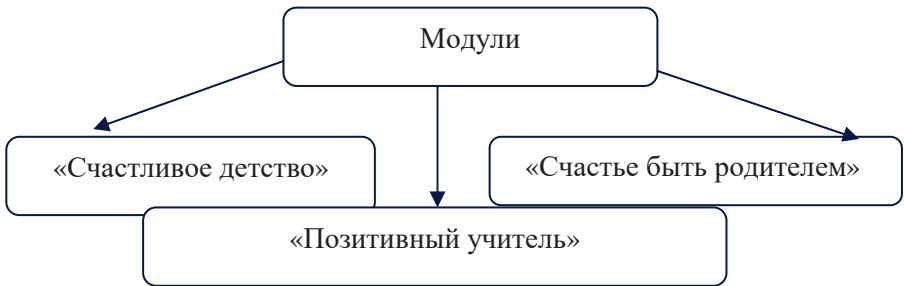 Модули
«Счастливое детство»
«Счастье быть родителем»
«Позитивный учитель»